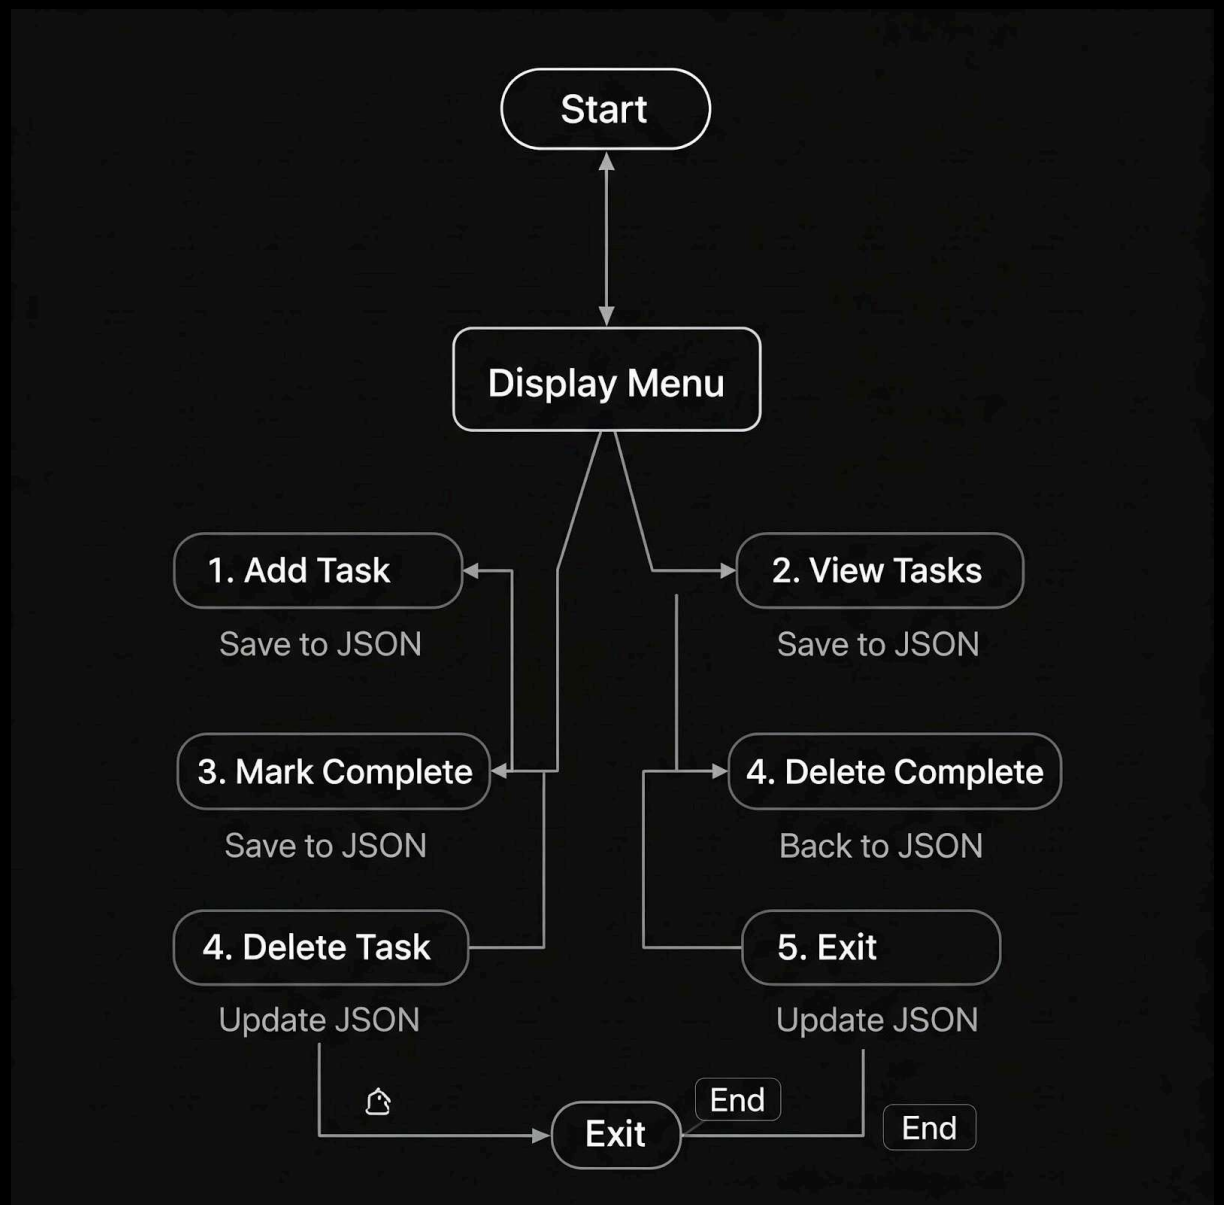 Start
Display Menu
1. Add Task
Save to JSON
2. View Tasks
Save to JSON
3. Mark Complete
Save to JSON
4. Delete Complete
Back to JSON
4. Delete Task
Update JSON
5. Exit
Update JSON
Exit
End
End